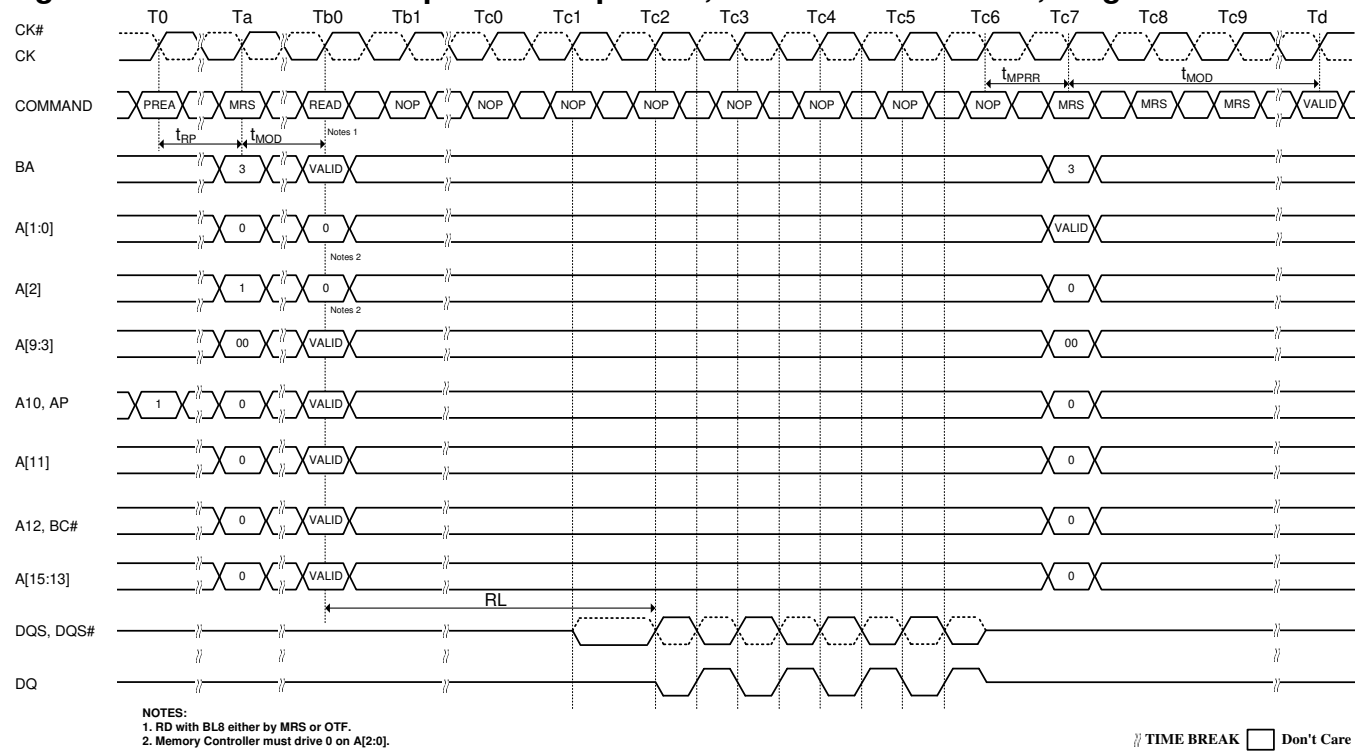 T0 Ta Tb0 Tb1 Tc0 Tc1 Tc2 Tc3 Tc4 Tc5 Tc6 Tc7 Tc8 Tc9 Td
CK#
CK
tMPRR tMOD
COMMAND PREA MRS READ NOP NOP NOP NOP NOP NOP NOP NOP MRS MRS MRS VALID
tRP tMOD Notes 1
BA 3 VALID 3
A[1:0] 0 0 VALID
Notes 2
A[2] 1 0 0
Notes 2
A[9:3] 00 VALID 00
A10, AP 1 0 VALID 0
A[11] 0 VALID 0
A12, BC# 0 VALID 0
A[15:13] 0 VALID 0
RL
DQS, DQS#
DQ
NOTES:
1. RD with BL8 either by MRS or OTF.
2. Memory Controller must drive 0 on A[2:0].
TIME BREAK Don't Care